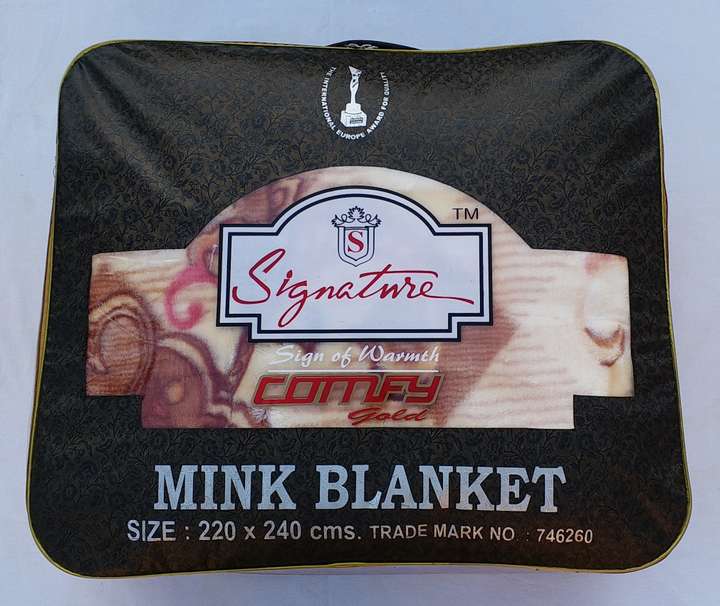 THE INTERNATIONAL EUROPE AWARD FOR QUALITY
TM
S
Signature
Sign of Warmth
COMFY
Gold
MINK BLANKET
SIZE : 220 x 240 cms. TRADE MARK NO : 746260